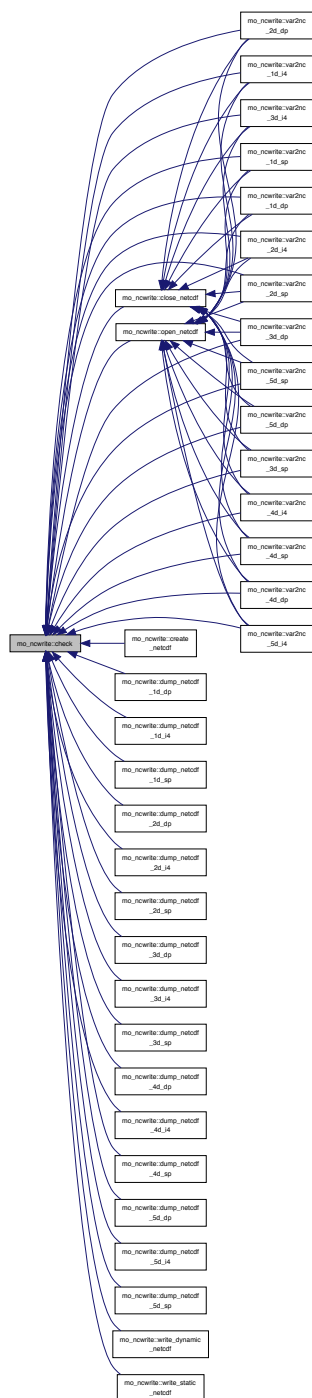 mo_ncwrite::var2nc
_2d_dp
mo_ncwrite::var2nc
_1d_i4
mo_ncwrite::var2nc
_3d_i4
mo_ncwrite::var2nc
_1d_sp
mo_ncwrite::var2nc
_1d_dp
mo_ncwrite::var2nc
_2d_i4
mo_ncwrite::var2nc
_2d_sp
mo_ncwrite::close_netcdf
mo_ncwrite::open_netcdf
mo_ncwrite::var2nc
_3d_dp
mo_ncwrite::var2nc
_5d_sp
mo_ncwrite::var2nc
_5d_dp
mo_ncwrite::var2nc
_3d_sp
mo_ncwrite::var2nc
_4d_i4
mo_ncwrite::var2nc
_4d_sp
mo_ncwrite::var2nc
_4d_dp
mo_ncwrite::var2nc
_5d_i4
mo_ncwrite::check
mo_ncwrite::create
_netcdf
mo_ncwrite::dump_netcdf
_1d_dp
mo_ncwrite::dump_netcdf
_1d_i4
mo_ncwrite::dump_netcdf
_1d_sp
mo_ncwrite::dump_netcdf
_2d_dp
mo_ncwrite::dump_netcdf
_2d_i4
mo_ncwrite::dump_netcdf
_2d_sp
mo_ncwrite::dump_netcdf
_3d_dp
mo_ncwrite::dump_netcdf
_3d_i4
mo_ncwrite::dump_netcdf
_3d_sp
mo_ncwrite::dump_netcdf
_4d_dp
mo_ncwrite::dump_netcdf
_4d_i4
mo_ncwrite::dump_netcdf
_4d_sp
mo_ncwrite::dump_netcdf
_5d_dp
mo_ncwrite::dump_netcdf
_5d_i4
mo_ncwrite::dump_netcdf
_5d_sp
mo_ncwrite::write_dynamic
_netcdf
mo_ncwrite::write_static
_netcdf